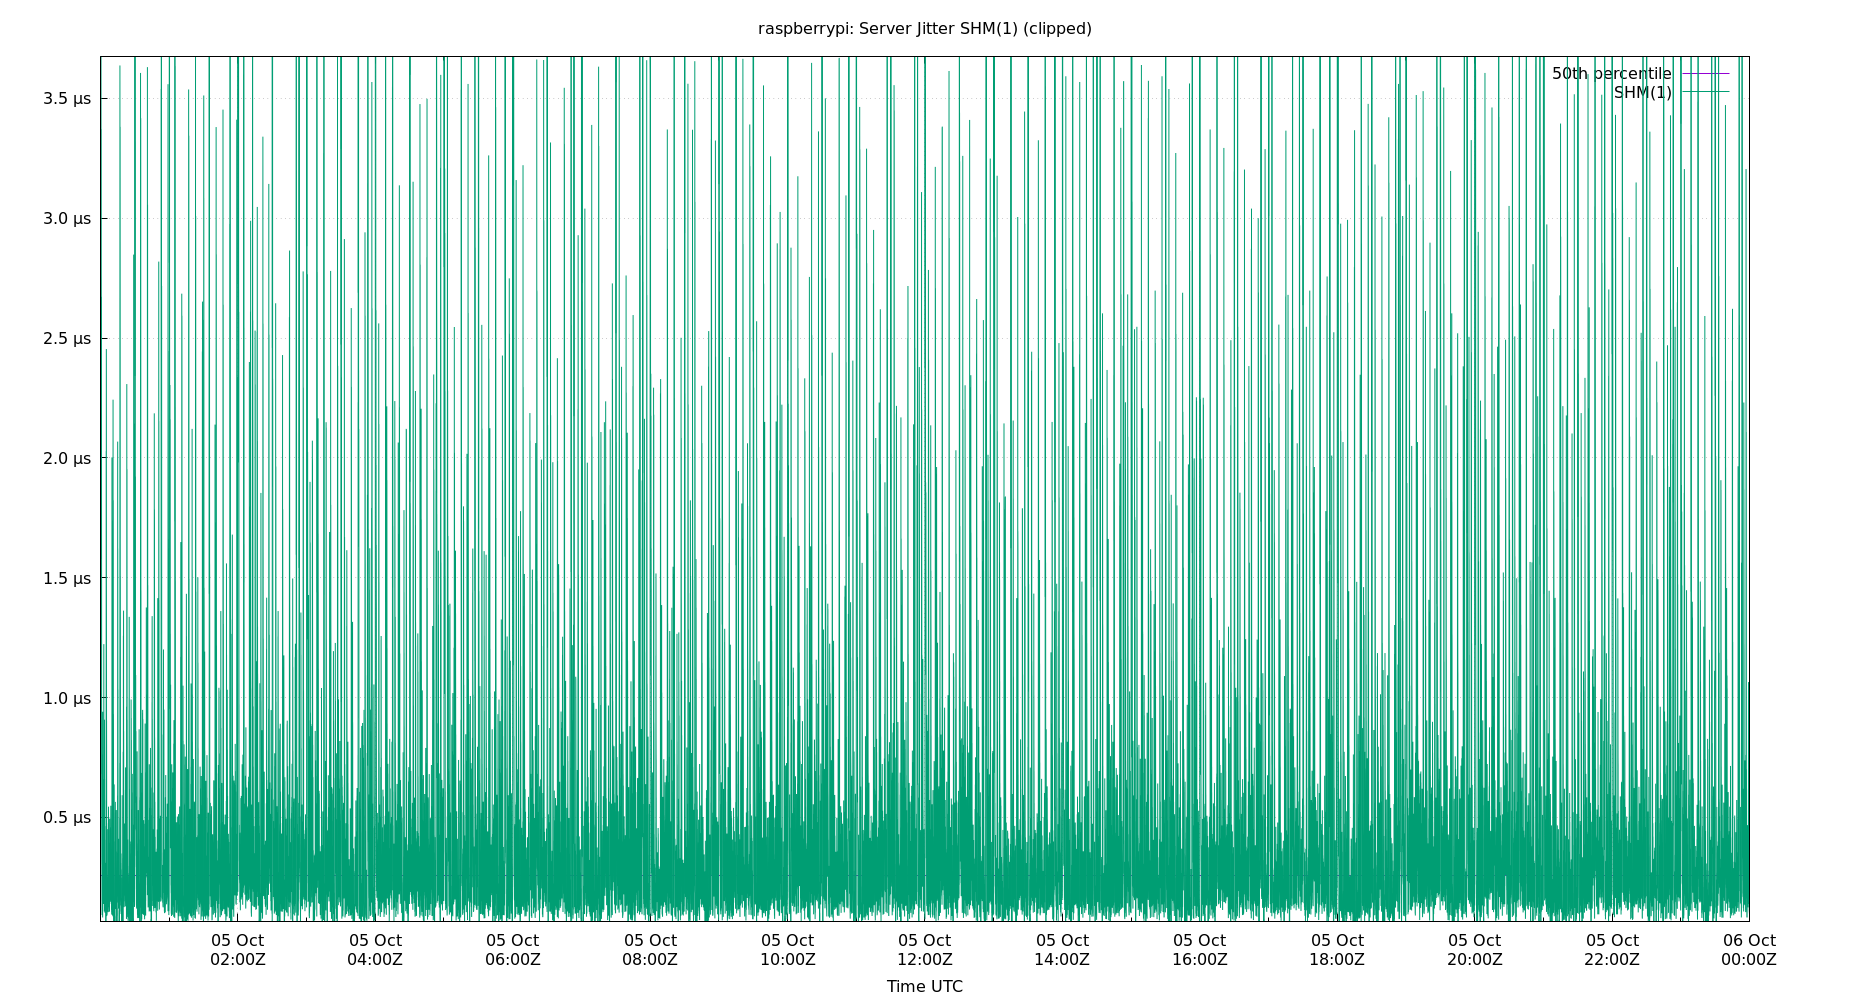 raspberrypi: Server Jitter SHM(1) (clipped)
50th percentile
SHM(1)
3.5 µs
3.0 µs
2.5 µs
2.0 µs
1.5 µs
1.0 µs
0.5 µs
05 Oct 05 Oct 05 Oct 05 Oct 05 Oct 05 Oct 05 Oct 05 Oct 05 Oct 05 Oct 05 Oct 06 Oct
02:00Z 04:00Z 06:00Z 08:00Z 10:00Z 12:00Z 14:00Z 16:00Z 18:00Z 20:00Z 22:00Z 00:00Z
Time UTC